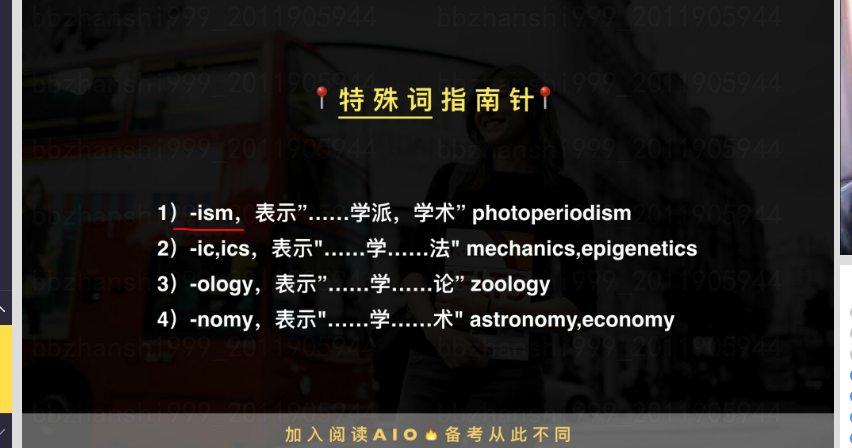 bbzhanshi999_2011905944
特殊词指南针
1）-ism，表示”……学派，学术” photoperiodism
2）-ic,ics，表示"……学……法" mechanics,epigenetics
3）-ology，表示”……学……论” zoology
4）-nomy，表示"……学……术" astronomy,economy
加入阅读AIO🔥备考从此不同